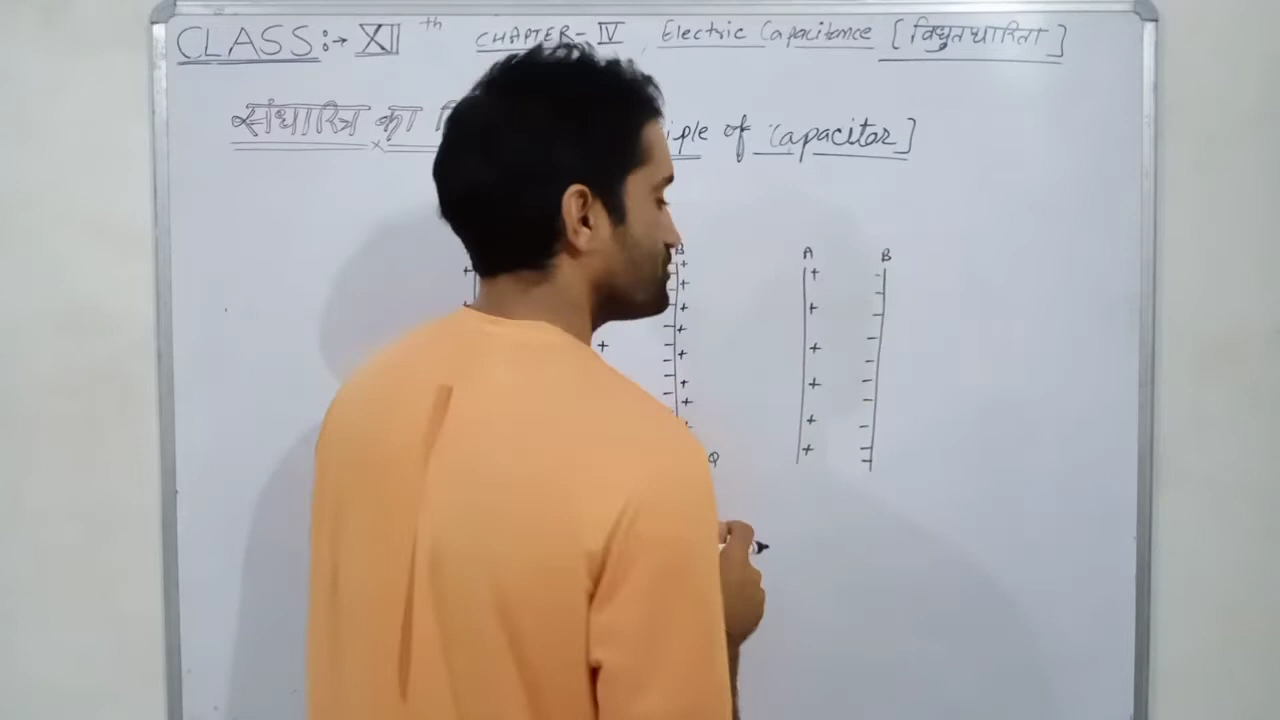 CLASS:→ XII th CHAPTER-IV Electric Capacitance [विधुतधारिता]
संधारित्र का iple of Capacitor]
B A B
Q